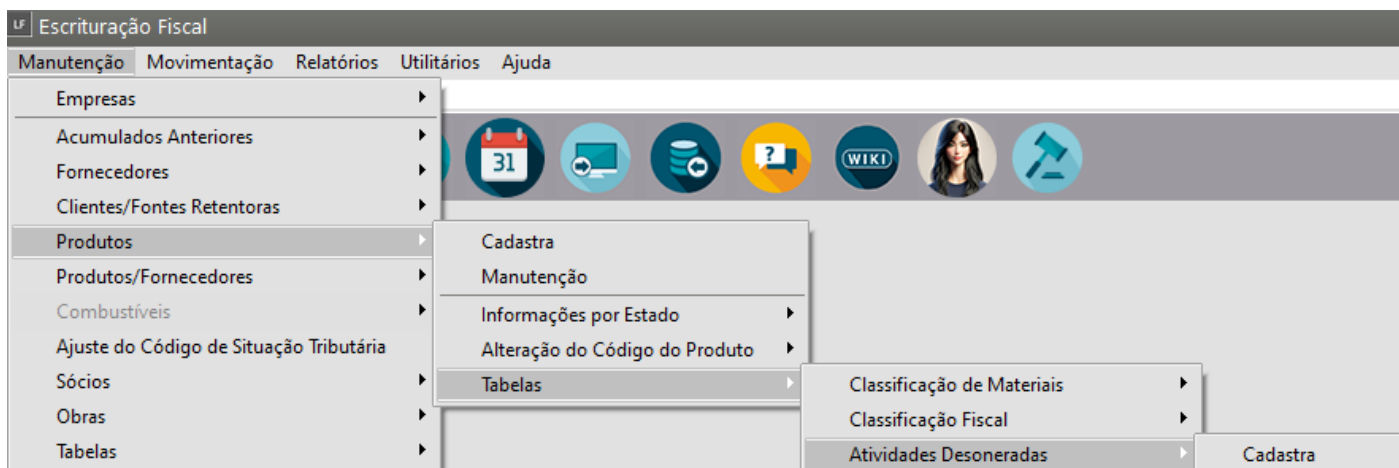 LF Escrituração Fiscal
Manutenção Movimentação Relatórios Utilitários Ajuda
Empresas
Acumulados Anteriores
Fornecedores
Clientes/Fontes Retentoras
Produtos
Produtos/Fornecedores
Combustíveis
Ajuste do Código de Situação Tributária
Sócios
Obras
Tabelas
31
?
WIKI
Cadastra
Manutenção
Informações por Estado
Alteração do Código do Produto
Tabelas
Classificação de Materiais
Classificação Fiscal
Atividades Desoneradas
Cadastra